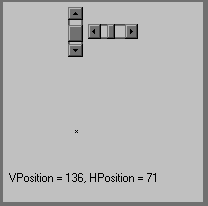 VPosition = 136, HPosition = 71